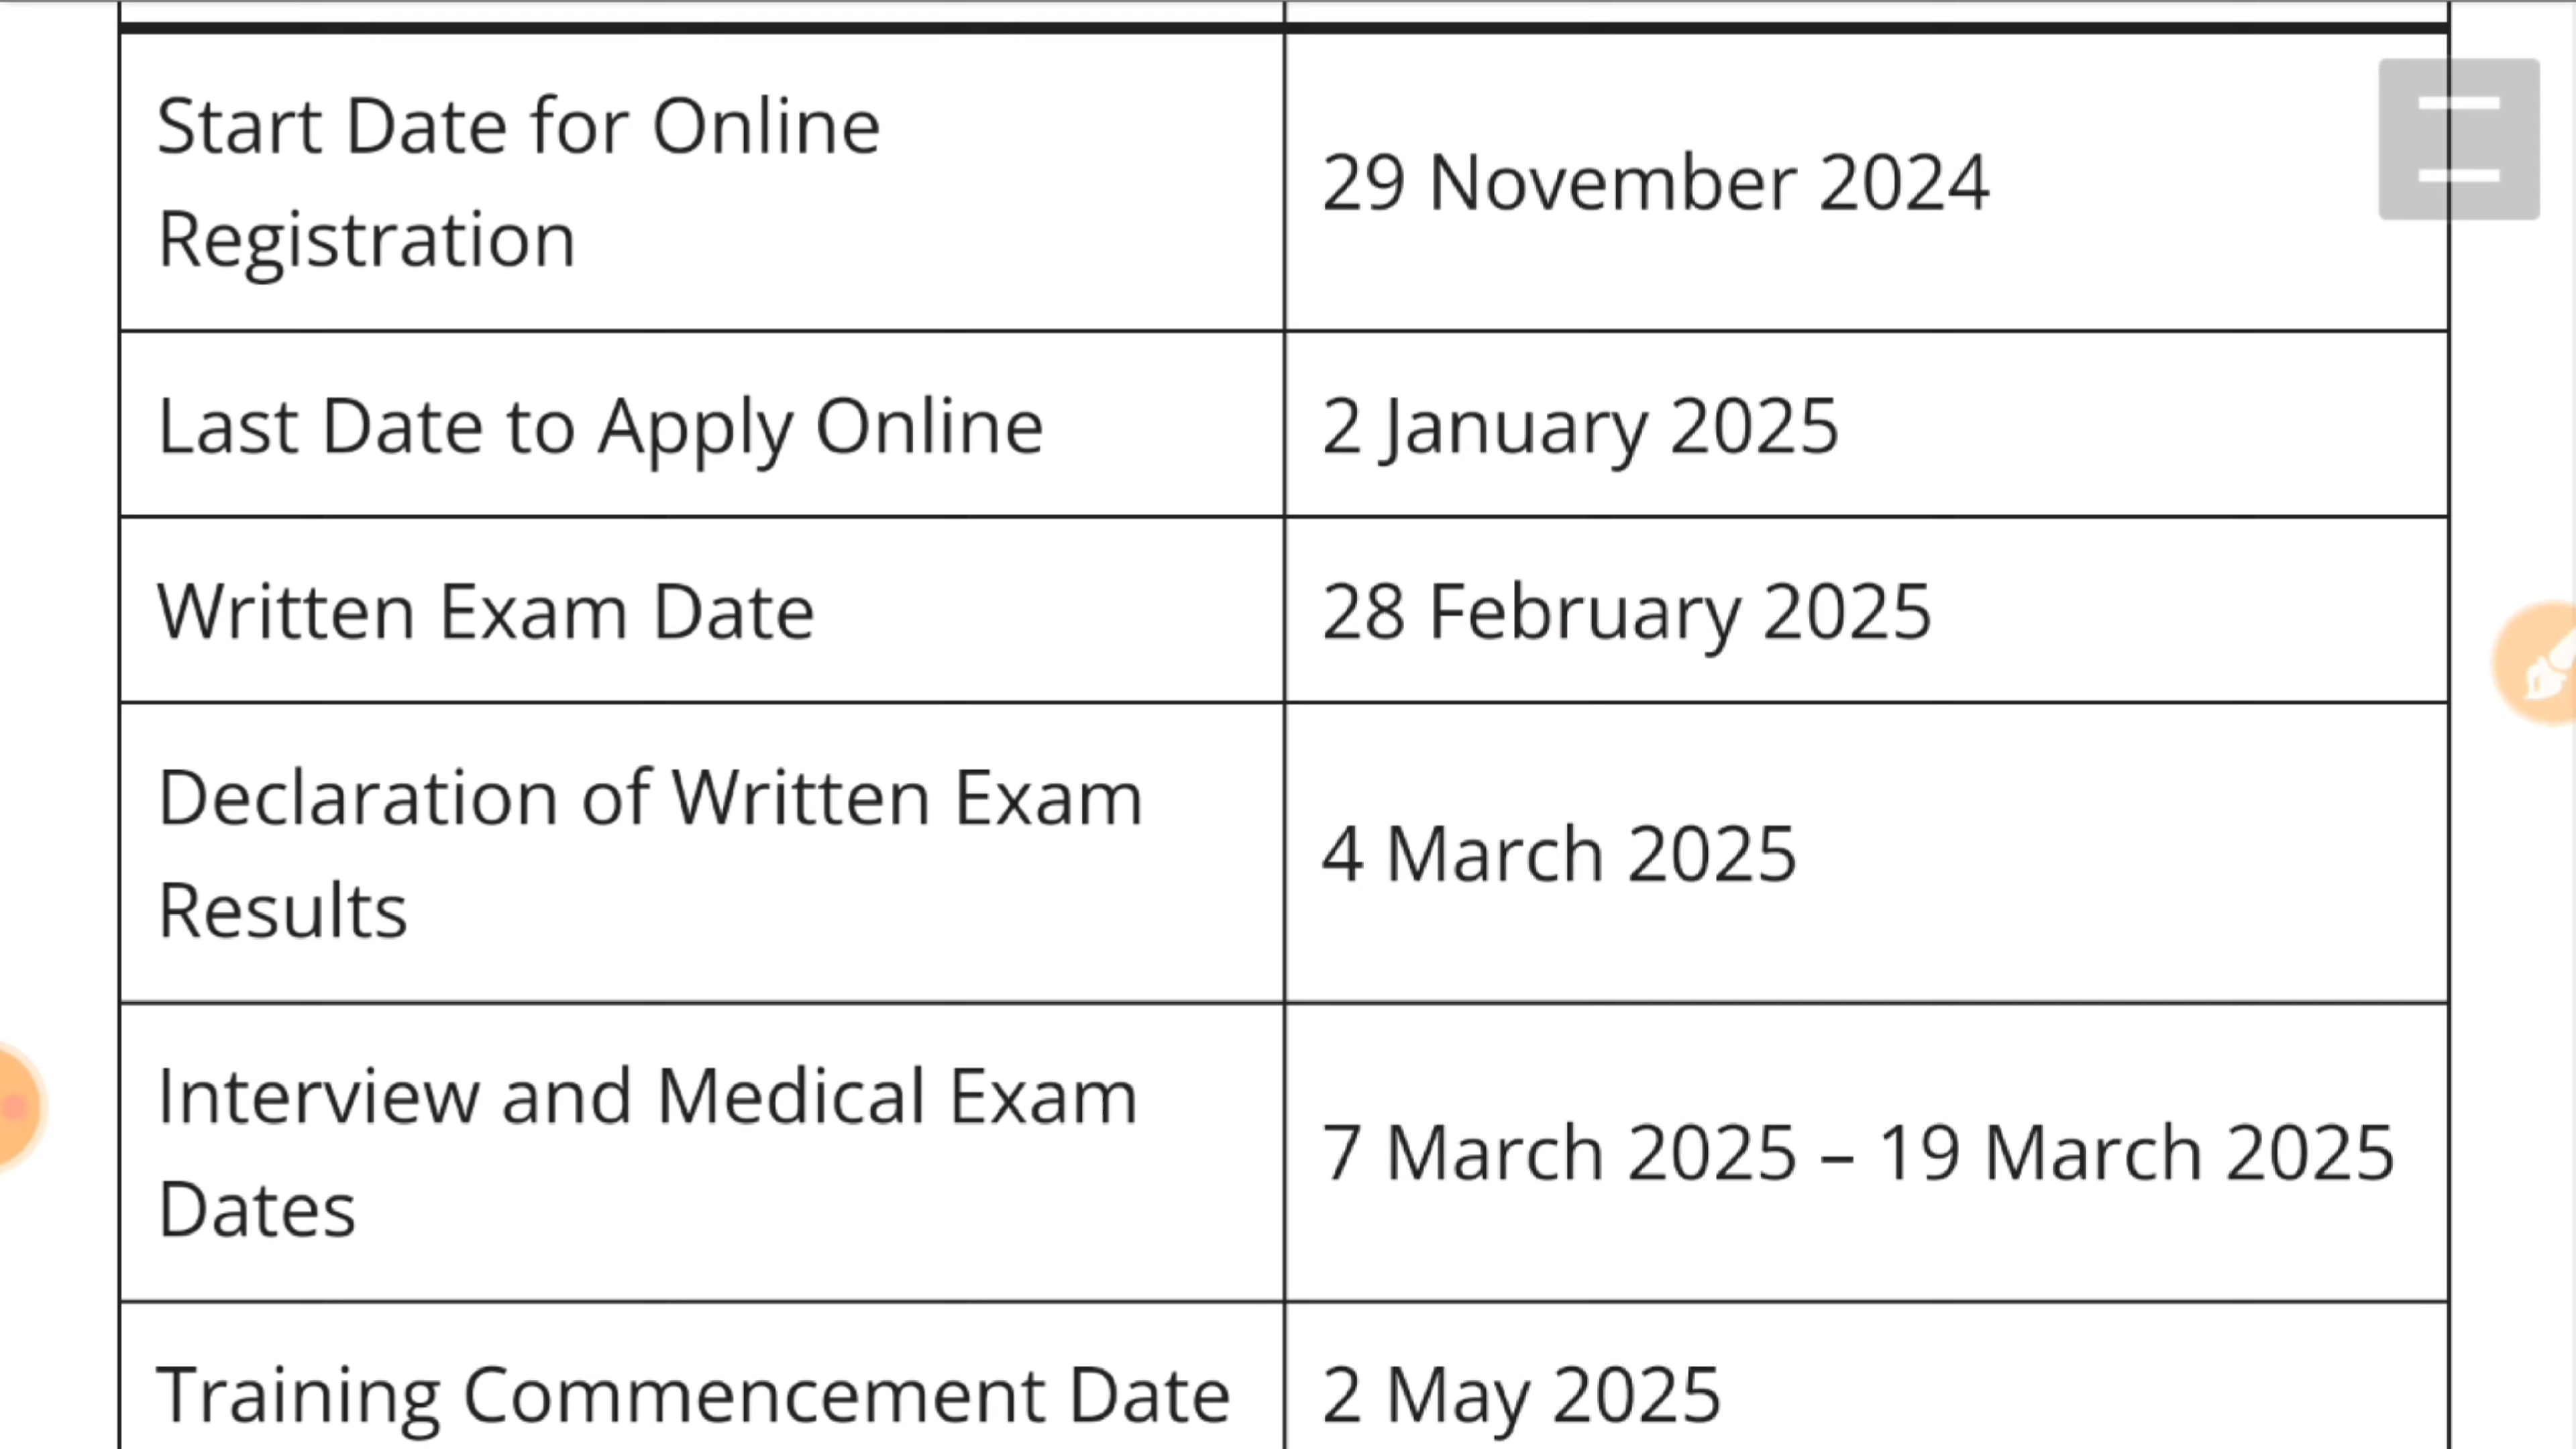 Start Date for Online
Registration
29 November 2024
Last Date to Apply Online
2 January 2025
Written Exam Date
28 February 2025
Declaration of Written Exam
Results
4 March 2025
Interview and Medical Exam
Dates
7 March 2025 – 19 March 2025
Training Commencement Date
2 May 2025